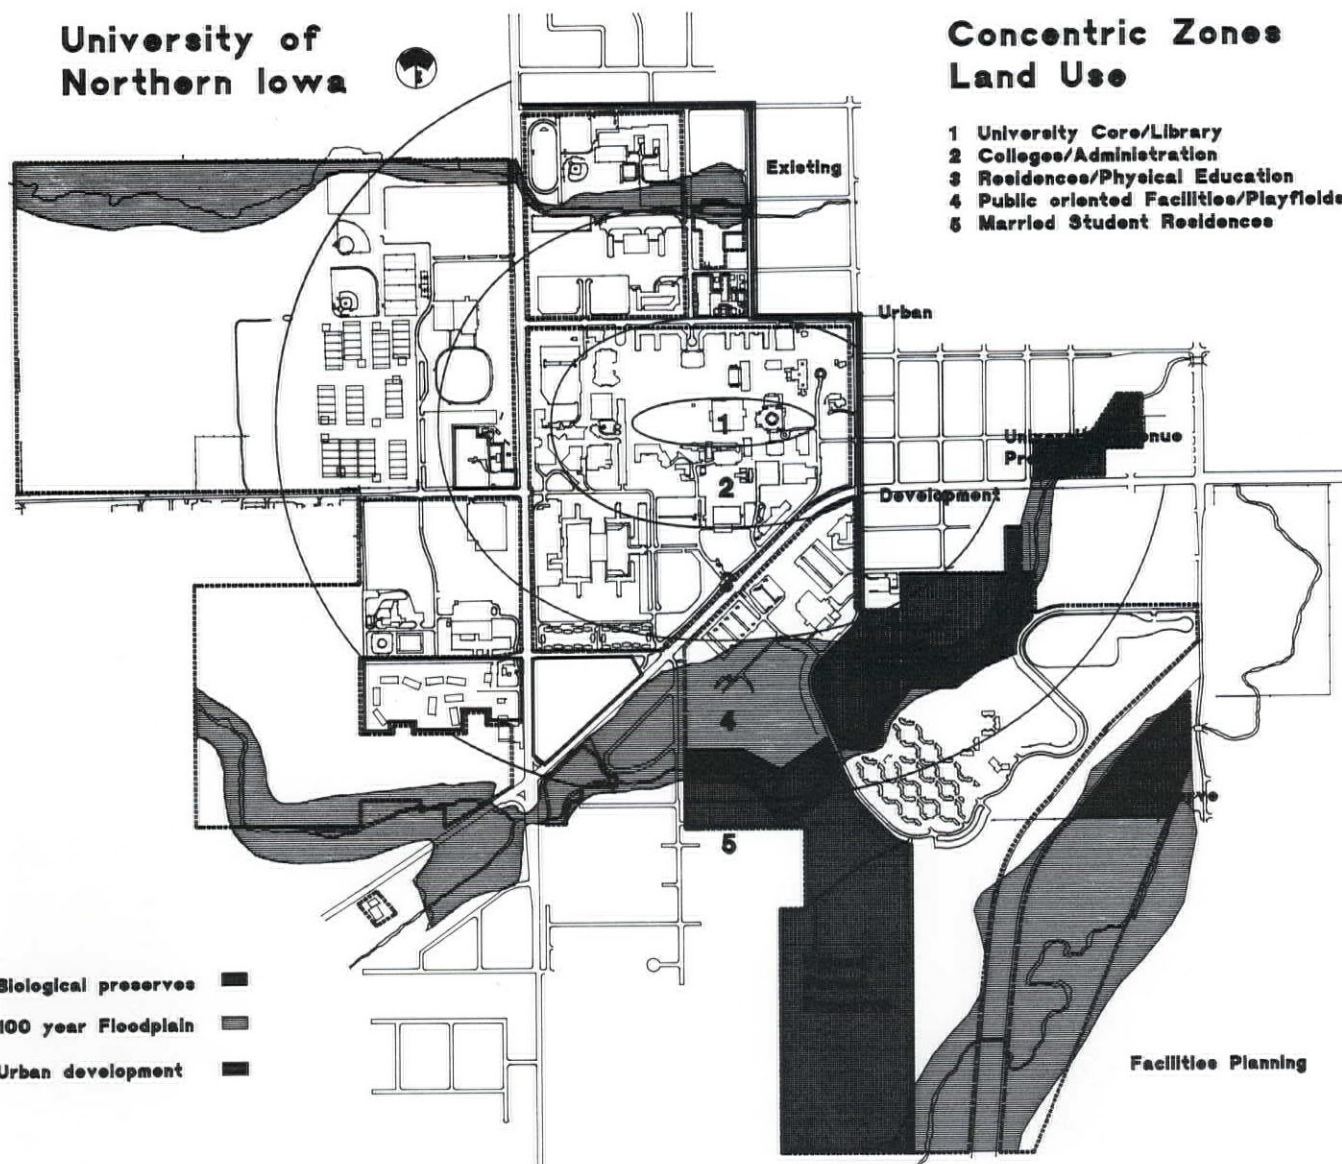 University of
Northern Iowa
Concentric Zones
Land Use
1 University Core/Library
2 Colleges/Administration
3 Residences/Physical Education
4 Public oriented Facilities/Playfields
5 Married Student Residences
Existing
Urban
Development
1
2
4
5
Biological preserves
100 year Floodplain
Urban development
Facilities Planning